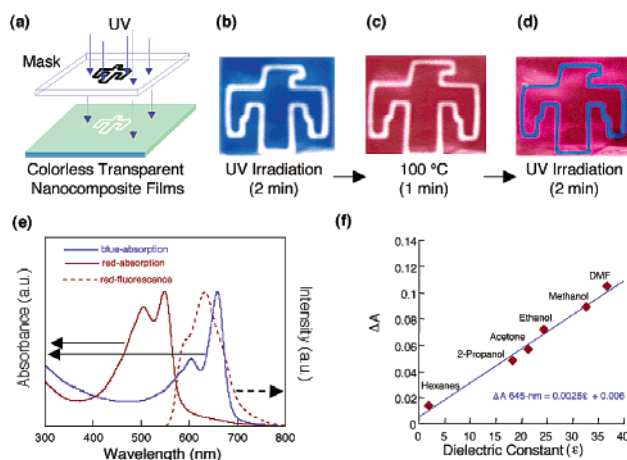 (a)
UV
Mask
Colorless Transparent
Nanocomposite Films
(b)
UV Irradiation
(2 min)
(c)
100 ºC
(1 min)
(d)
UV Irradiation
(2 min)
(e)
blue-absorption
red-absorption
red-fluorescence
Absorbance (a.u.)
Intensity (a.u.)
300 400 500 600 700 800
Wavelength (nm)
(f)
0.14
0.12
0.1
0.08
0.06
0.04
0.02
0
ΔA
DMF
Methanol
Ethanol
Acetone
2-Propanol
Hexanes
ΔA 645-nm = 0.0026ε + 0.006
0 5 10 15 20 25 30 35 40
Dielectric Constant (ε)